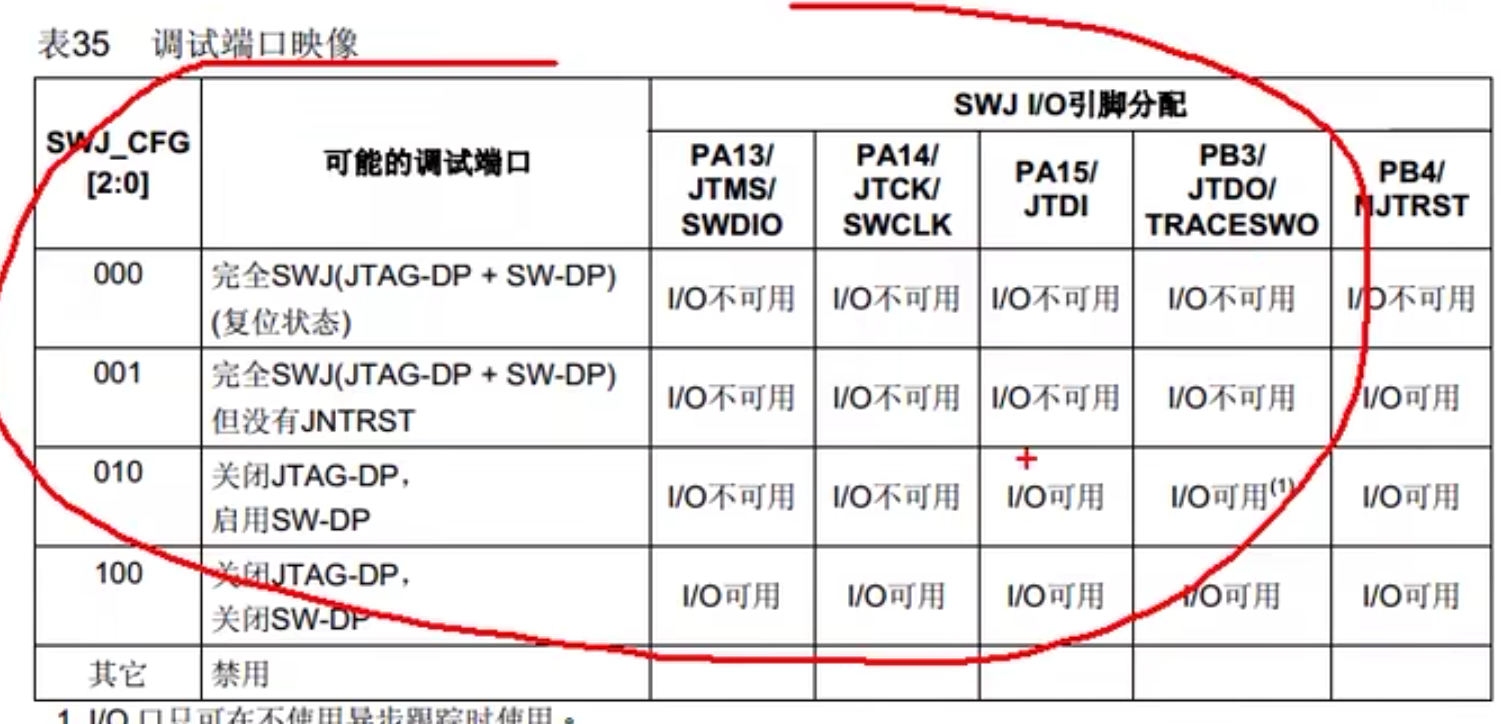 表35 调试端口映像
SWJ_CFG
[2:0]
可能的调试端口
SWJ I/O引脚分配
PA13/
JTMS/
SWDIO
PA14/
JTCK/
SWCLK
PA15/
JTDI
PB3/
JTDO/
TRACESWO
PB4/
NJTRST
000
完全SWJ(JTAG-DP + SW-DP)
(复位状态)
I/O不可用 I/O不可用 I/O不可用 I/O不可用 I/O不可用
001
完全SWJ(JTAG-DP + SW-DP)
但没有JNTRST
I/O不可用 I/O不可用 I/O不可用 I/O不可用 I/O可用
010
关闭JTAG-DP，
启用SW-DP
I/O不可用 I/O不可用 I/O可用 I/O可用(1) I/O可用
100
关闭JTAG-DP，
关闭SW-DP
I/O可用 I/O可用 I/O可用 I/O可用 I/O可用
其它 禁用
1. I/O 口只可在不使用异步跟踪时使用。